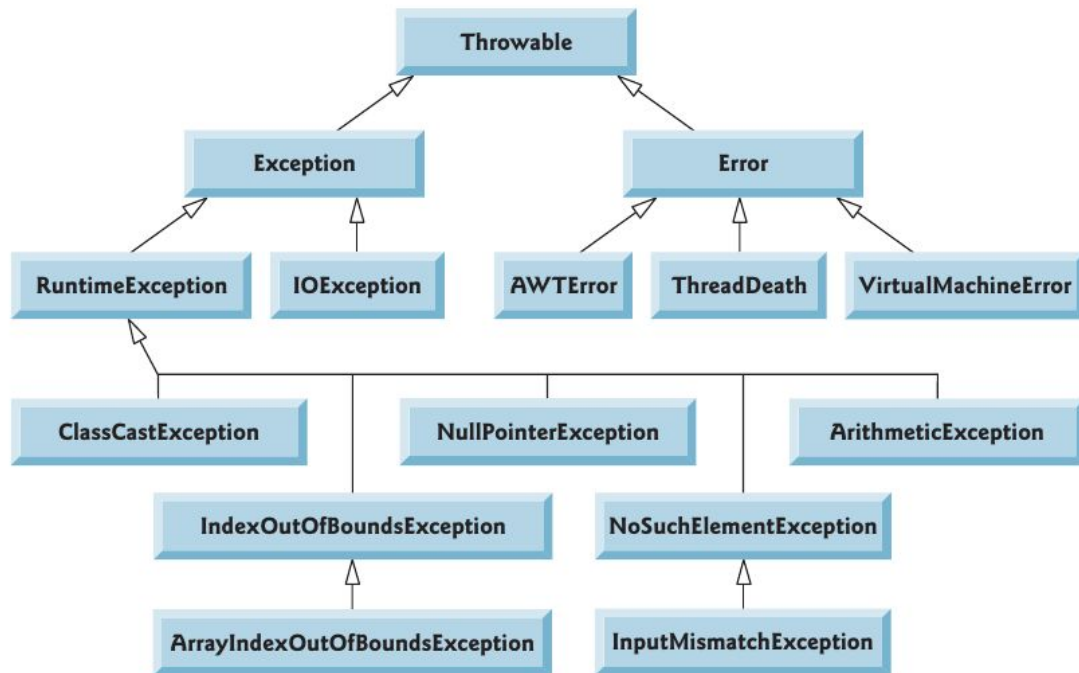 Throwable
Exception
Error
RuntimeException
IOException
AWTError
ThreadDeath
VirtualMachineError
ClassCastException
NullPointerException
ArithmeticException
IndexOutOfBoundsException
NoSuchElementException
ArrayIndexOutOfBoundsException
InputMismatchException